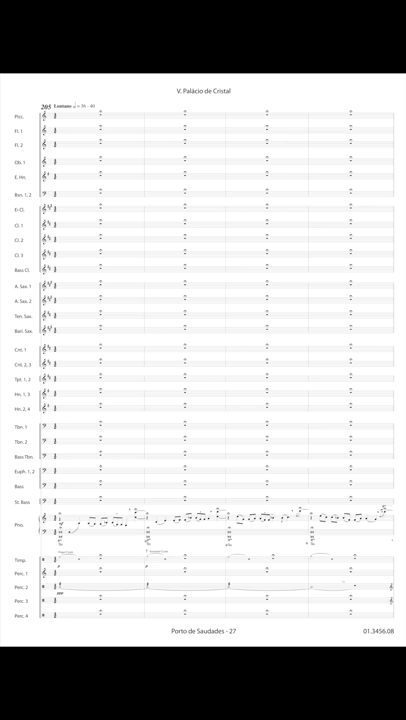 V. Palácio de Cristal
205 Lontano 𝅗𝅥 = 36 - 40
Picc.
Fl. 1
Fl. 2
Ob. 1
E. Hn.
Bsn. 1, 2
E♭ Cl.
Cl. 1
Cl. 2
Cl. 3
Bass Cl.
A. Sax. 1
A. Sax. 2
Ten. Sax.
Bari. Sax.
Cnt. 1
Cnt. 2, 3
Tpt. 1, 2
Hn. 1, 3
Hn. 2, 4
Tbn. 1
Tbn. 2
Bass Tbn.
Euph. 1, 2
Bass
St. Bass
Pno.
mf
Timp.
p
p
Perc. 1
Perc. 2
ppp
Perc. 3
Perc. 4
Porto de Saudades - 27
01.3456.08